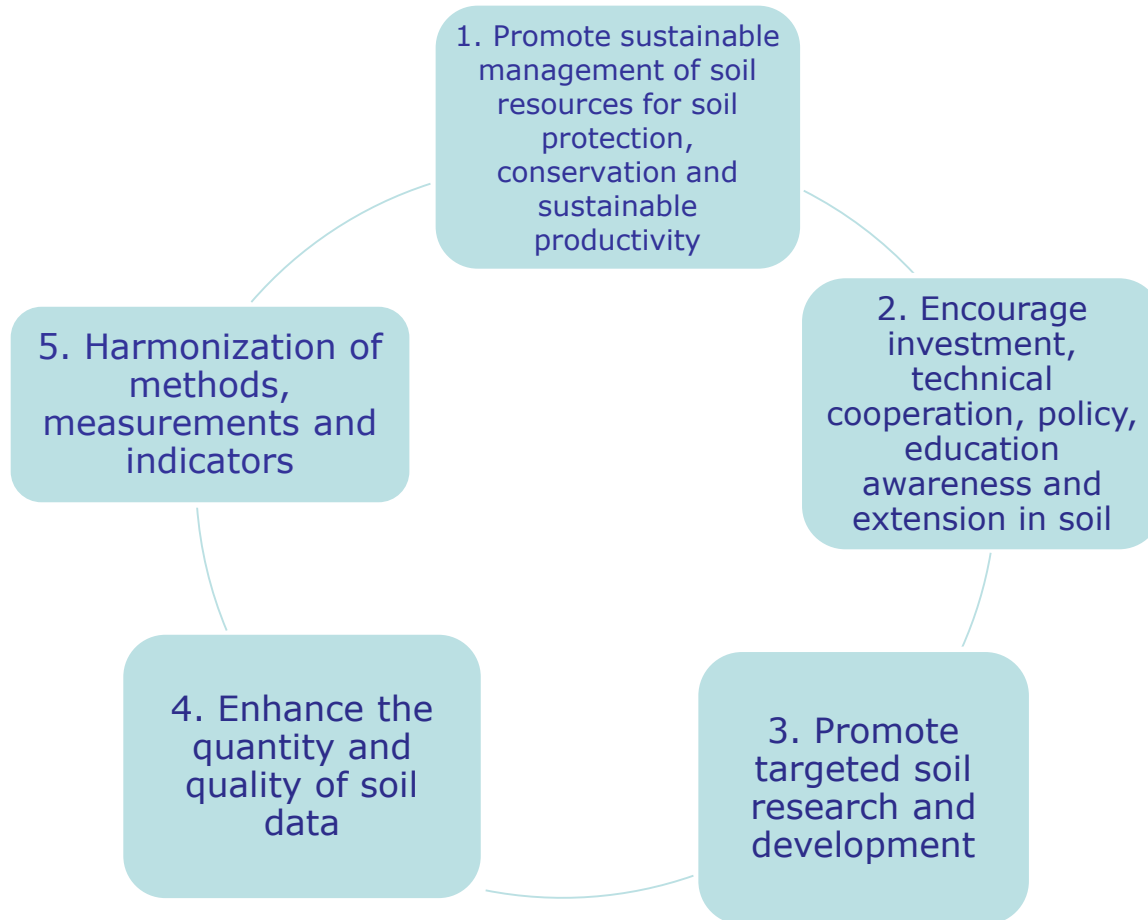 1. Promote sustainable
management of soil
resources for soil
protection,
conservation and
sustainable
productivity
2. Encourage
investment,
technical
cooperation, policy,
education
awareness and
extension in soil
3. Promote
targeted soil
research and
development
4. Enhance the
quantity and
quality of soil
data
5. Harmonization of
methods,
measurements and
indicators